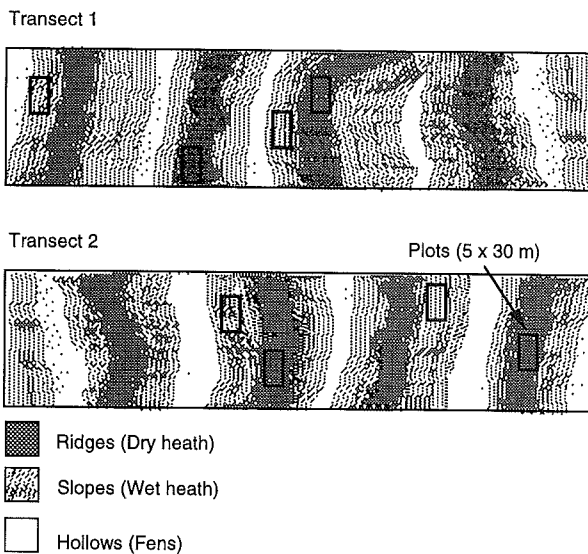 Transect 1
Transect 2
Plots (5 x 30 m)
Ridges (Dry heath)
Slopes (Wet heath)
Hollows (Fens)